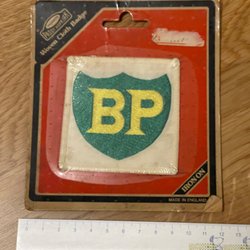 Woven Cloth Badge
BP
IRON ON
MADE IN ENGLAND